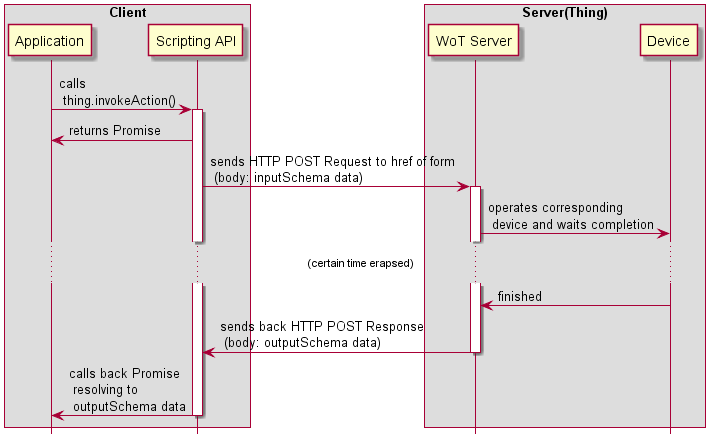 Client
Server(Thing)
Application
Scripting API
WoT Server
Device
calls
thing.invokeAction()
returns Promise
sends HTTP POST Request to href of form
(body: inputSchema data)
operates corresponding
device and waits completion
(certain time erapsed)
finished
sends back HTTP POST Response
(body: outputSchema data)
calls back Promise
resolving to
outputSchema data